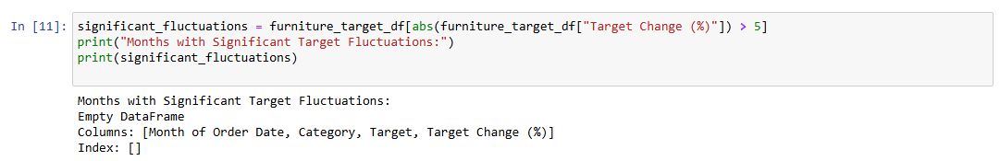 In [11]: significant_fluctuations = furniture_target_df[abs(furniture_target_df["Target Change (%)"]) > 5]
print("Months with Significant Target Fluctuations:")
print(significant_fluctuations)
Months with Significant Target Fluctuations:
Empty DataFrame
Columns: [Month of Order Date, Category, Target, Target Change (%)]
Index: []